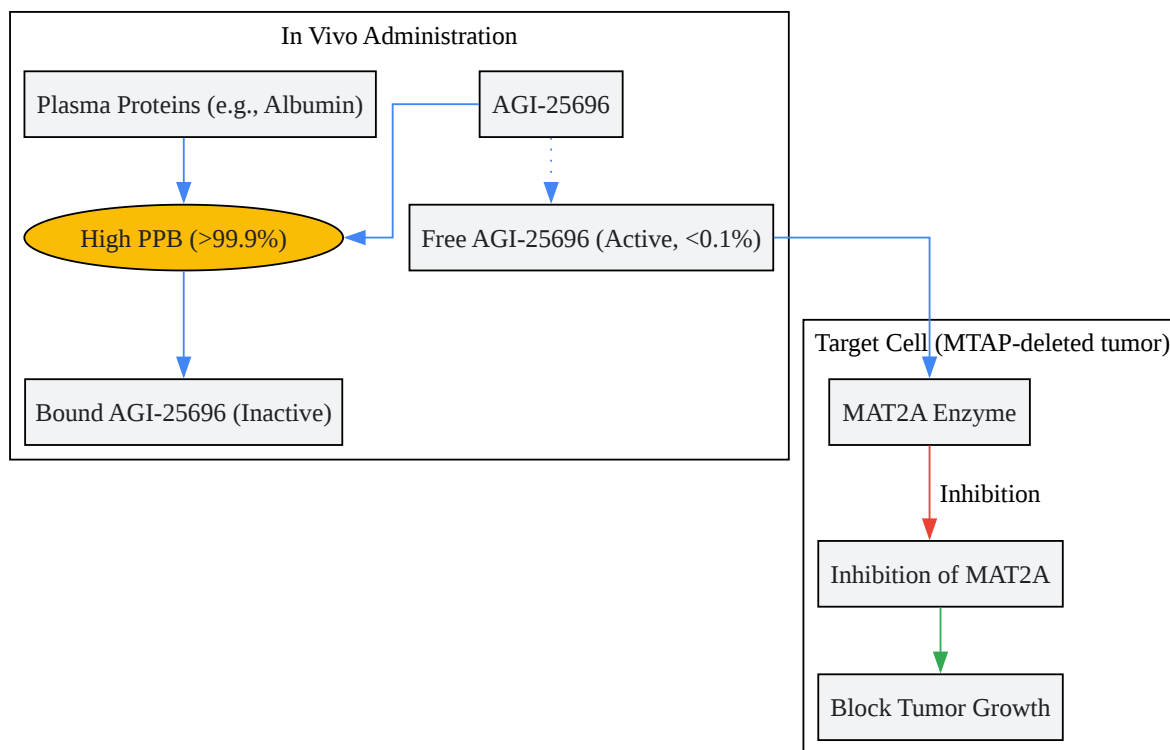 In Vivo Administration
Plasma Proteins (e.g., Albumin)
AGI-25696
High PPB (>99.9%)
Free AGI-25696 (Active, <0.1%)
Bound AGI-25696 (Inactive)
Target Cell (MTAP-deleted tumor)
MAT2A Enzyme
Inhibition
Inhibition of MAT2A
Block Tumor Growth